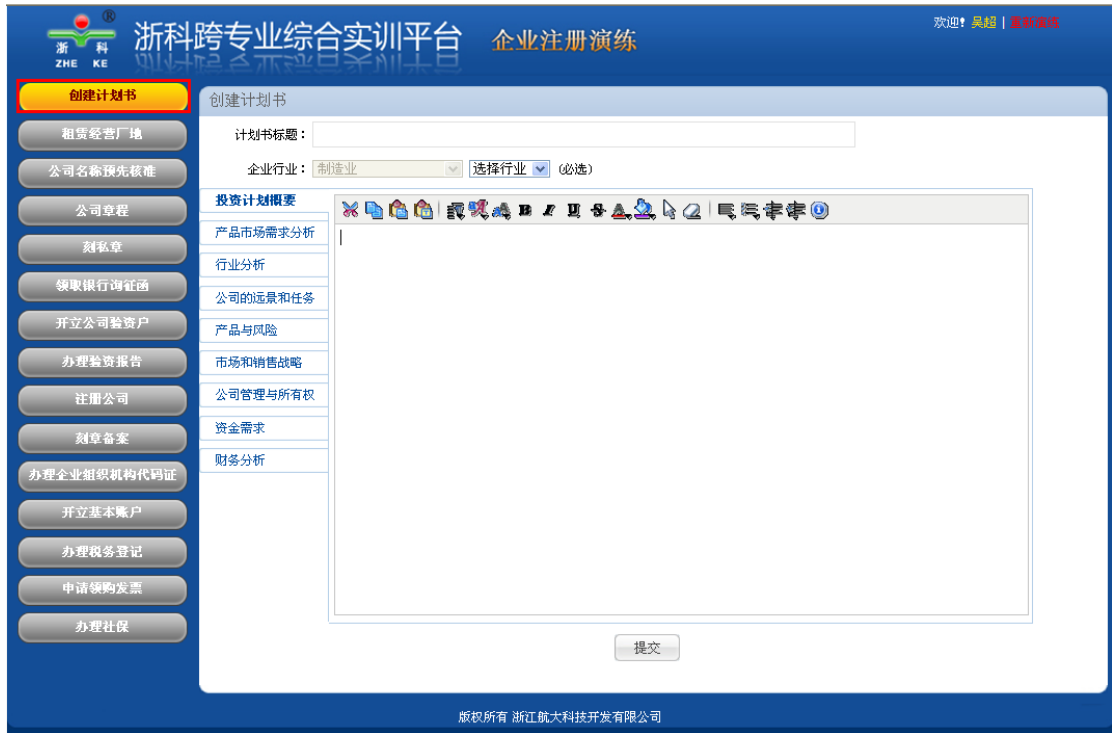 ®
浙 科
ZHE KE
浙科跨专业综合实训平台 企业注册演练
欢迎! 吴超 | 重新演练
创建计划书
租赁经营厂地
公司名称预先核准
公司章程
刻私章
领取银行询征函
开立公司验资户
办理验资报告
注册公司
刻章备案
办理企业组织机构代码证
开立基本账户
办理税务登记
申请领购发票
办理社保
创建计划书
计划书标题:
企业行业: 制造业 选择行业 (必选)
投资计划概要
产品市场需求分析
行业分析
公司的远景和任务
产品与风险
市场和销售战略
公司管理与所有权
资金需求
财务分析
B I U S A
提交
版权所有 浙江航大科技开发有限公司